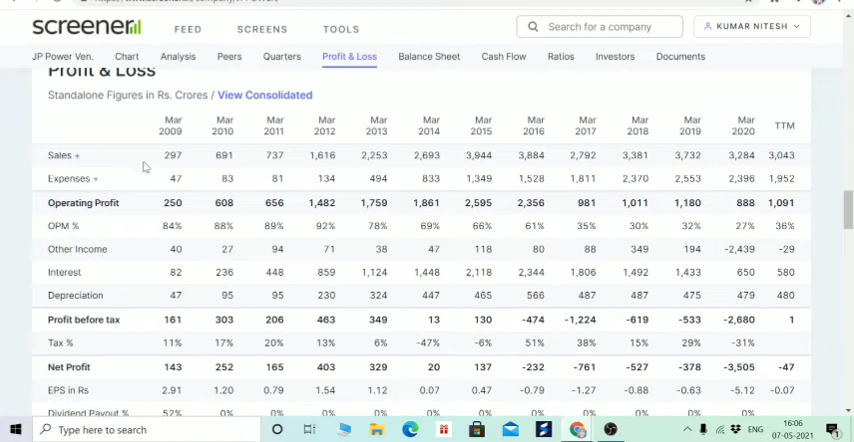 screener
FEED SCREENS TOOLS
Search for a company
KUMAR NITESH
JP Power Ven. Chart Analysis Peers Quarters Profit & Loss Balance Sheet Cash Flow Ratios Investors Documents
Profit & Loss
Standalone Figures in Rs. Crores / View Consolidated
Mar 2009 Mar 2010 Mar 2011 Mar 2012 Mar 2013 Mar 2014 Mar 2015 Mar 2016 Mar 2017 Mar 2018 Mar 2019 Mar 2020 TTM
Sales + 297 691 737 1,616 2,253 2,693 3,944 3,884 2,792 3,381 3,732 3,284 3,043
Expenses + 47 83 81 134 494 833 1,349 1,528 1,811 2,370 2,553 2,396 1,952
Operating Profit 250 608 656 1,482 1,759 1,861 2,595 2,356 981 1,011 1,180 888 1,091
OPM % 84% 88% 89% 92% 78% 69% 66% 61% 35% 30% 32% 27% 36%
Other Income 40 27 94 71 38 47 118 80 88 349 194 -2,439 -29
Interest 82 236 448 859 1,124 1,448 2,118 2,344 1,806 1,492 1,433 650 580
Depreciation 47 95 95 230 324 447 465 566 487 487 475 479 480
Profit before tax 161 303 206 463 349 13 130 -474 -1,224 -619 -533 -2,680 1
Tax % 11% 17% 20% 13% 6% -47% -6% 51% 38% 15% 29% -31%
Net Profit 143 252 165 403 329 20 137 -232 -761 -527 -378 -3,505 -47
EPS in Rs 2.91 1.20 0.79 1.54 1.12 0.07 0.47 -0.79 -1.27 -0.88 -0.63 -5.12 -0.07
Dividend Payout % 52% 0% 0% 0% 0% 0% 0% 0% 0% 0% 0% 0%
Type here to search
ENG
16:06
07-05-2021